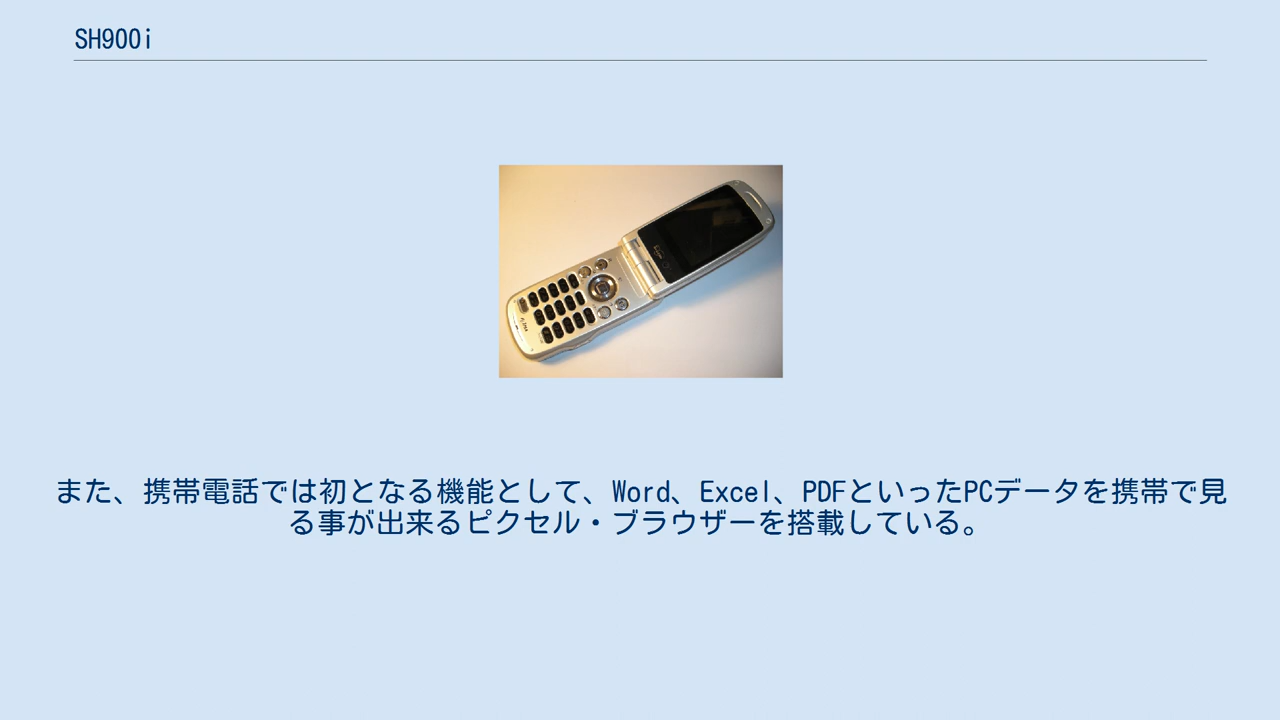 SH900i
また、携帯電話では初となる機能として、Word、Excel、PDFといったPCデータを携帯で見
る事が出来るピクセル・ブラウザーを搭載している。